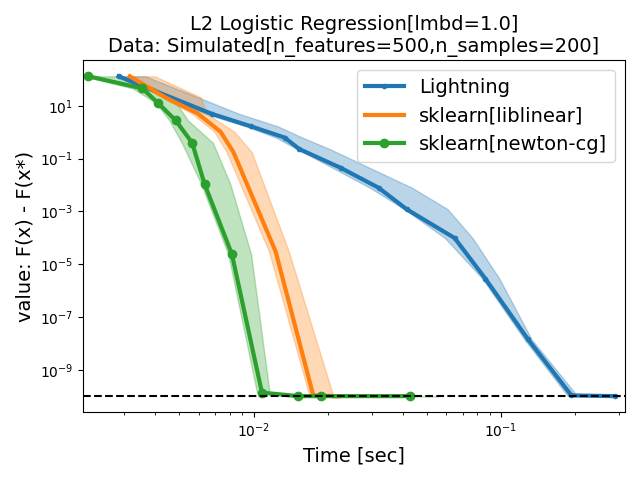 L2 Logistic Regression[lmbd=1.0]
Data: Simulated[n_features=500,n_samples=200]
Lightning
sklearn[liblinear]
sklearn[newton-cg]
value: F(x) - F(x*)
10¹
10⁻¹
10⁻³
10⁻⁵
10⁻⁷
10⁻⁹
10⁻²
10⁻¹
Time [sec]